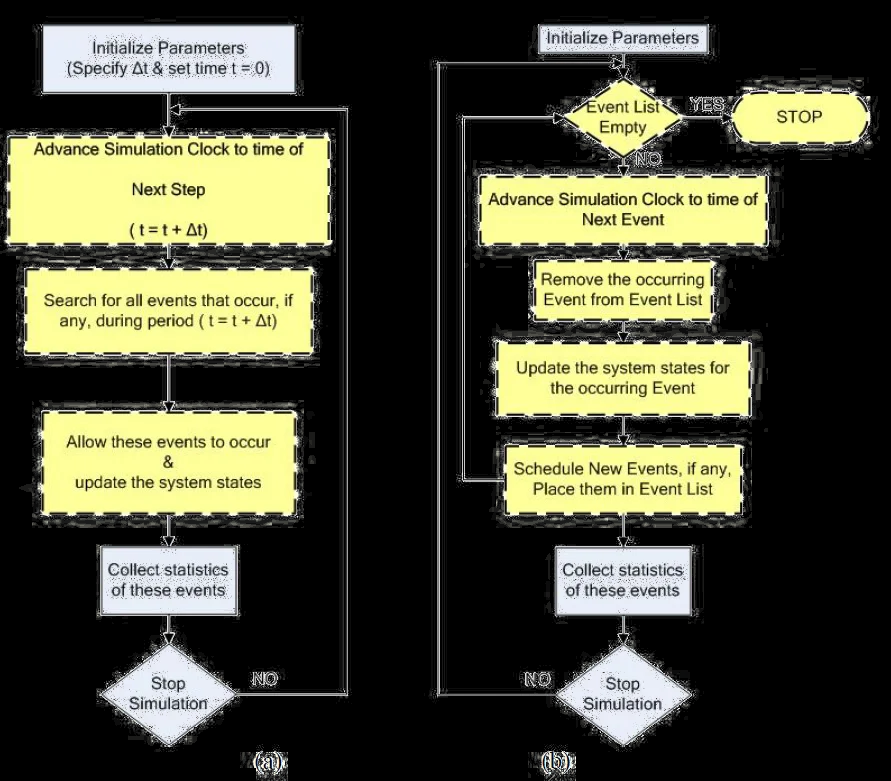 Initialize Parameters
(Specify Δt & set time t = 0)
Advance Simulation Clock to time of
Next Step
( t = t + Δt)
Search for all events that occur, if
any, during period ( t = t + Δt)
Allow these events to occur
&
update the system states
Collect statistics
of these events
Stop
Simulation
NO
(a)
Initialize Parameters
Event List
Empty
YES
STOP
NO
Advance Simulation Clock to time of
Next Event
Remove the occurring
Event from Event List
Update the system states for
the occurring Event
Schedule New Events, if any,
Place them in Event List
Collect statistics
of these events
NO
Stop
Simulation
(b)